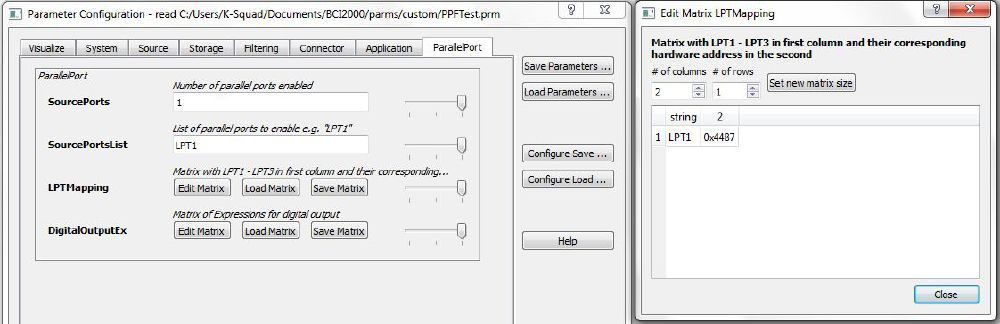 Parameter Configuration - read C:/Users/K-Squad/Documents/BCI2000/parms/custom/PPFTest.prm
Visualize System Source Storage Filtering Connector Application ParalePort
ParalePort
Number of parallel ports enabled
SourcePorts
1
List of parallel ports to enable e.g. "LPT1"
SourcePortsList
LPT1
Matrix with LPT1 - LPT3 in first column and their corresponding...
LPTMapping
Edit Matrix Load Matrix Save Matrix
Matrix of Expressions for digital output
DigitalOutputEx
Edit Matrix Load Matrix Save Matrix
Save Parameters ...
Load Parameters ...
Configure Save ...
Configure Load ...
Help
Edit Matrix LPTMapping
Matrix with LPT1 - LPT3 in first column and their corresponding
hardware address in the second
# of columns # of rows
2 1 Set new matrix size
string 2
1 LPT1 0x4487
Close